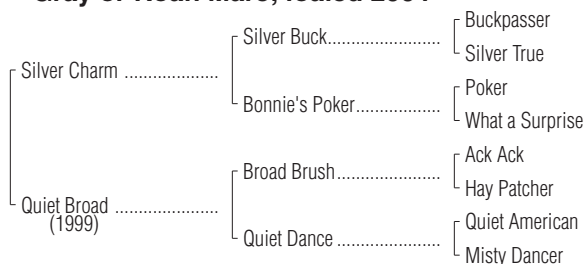 Gray or Roan Mare; foaled 2004
Buckpasser
Silver Buck
Silver True
Silver Charm
Poker
Bonnie's Poker
What a Surprise
Ack Ack
Broad Brush
Hay Patcher
Quiet Broad
(1999)
Quiet American
Quiet Dance
Misty Dancer